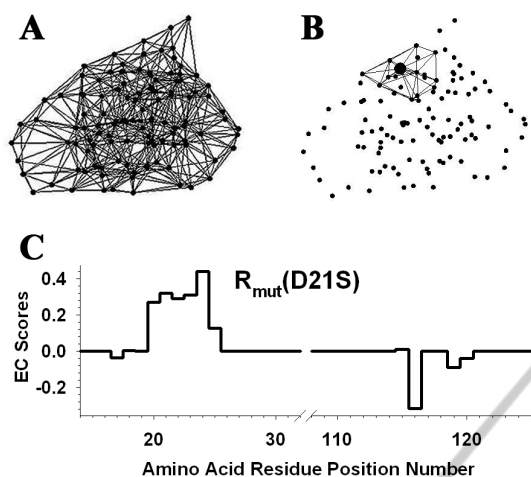 A
B
C
R_mut(D21S)
EC Scores
0.4
0.2
0.0
-0.2
20
30
110
120
Amino Acid Residue Position Number